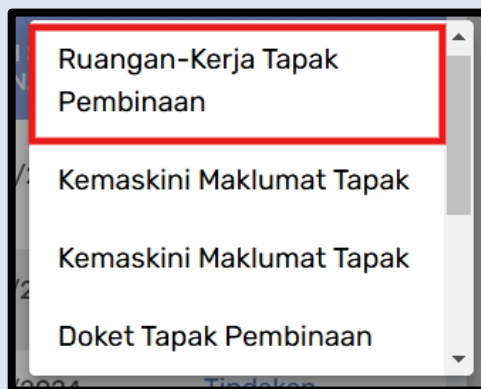 Ruangan-Kerja Tapak
Pembinaan
Kemaskini Maklumat Tapak
Kemaskini Maklumat Tapak
Doket Tapak Pembinaan